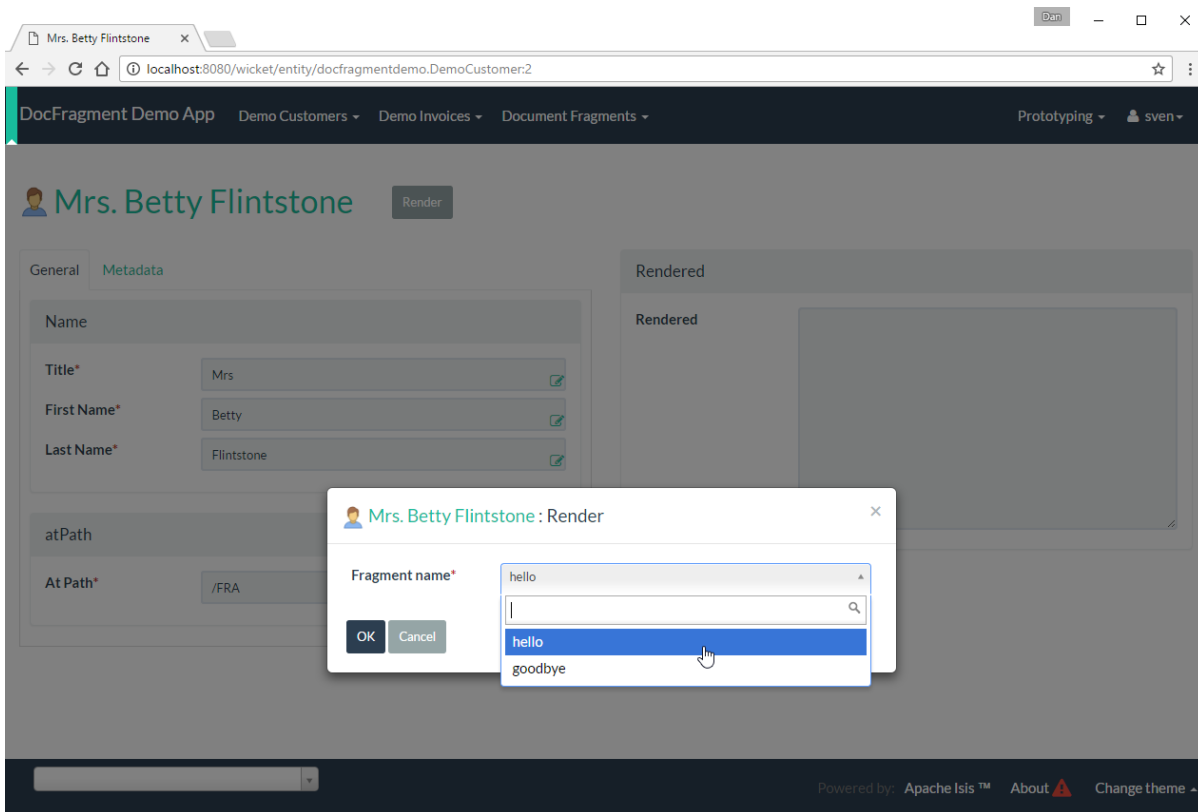 Dan
Mrs. Betty Flintstone
localhost:8080/wicket/entity/docfragmentdemo.DemoCustomer:2
DocFragment Demo App Demo Customers Demo Invoices Document Fragments Prototyping sven
Mrs. Betty Flintstone Render
General Metadata
Rendered
Name
Rendered
Title* Mrs
First Name* Betty
Last Name* Flintstone
Mrs. Betty Flintstone : Render ×
atPath
Fragment name* hello
At Path* /FRA
OK Cancel
hello
goodbye
Powered by: Apache Isis ™ About Change theme